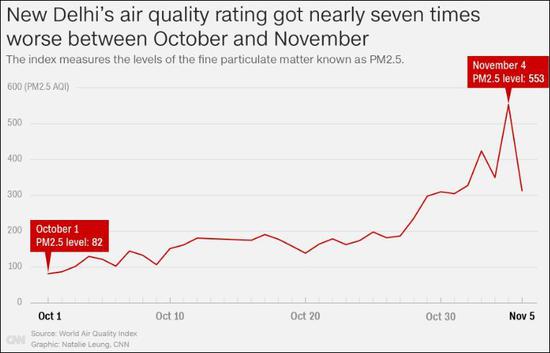 New Delhi’s air quality rating got nearly seven times
worse between October and November
The index measures the levels of the fine particulate matter known as PM2.5.
November 4
PM2.5 level: 553
600 (PM2.5 AQI)
500
400
300
October 1
PM2.5 level: 82
200
100
0
Oct 1
Oct 10
Oct 20
Oct 30
Nov 5
CNN
Source: World Air Quality Index
Graphic: Natalie Leung, CNN